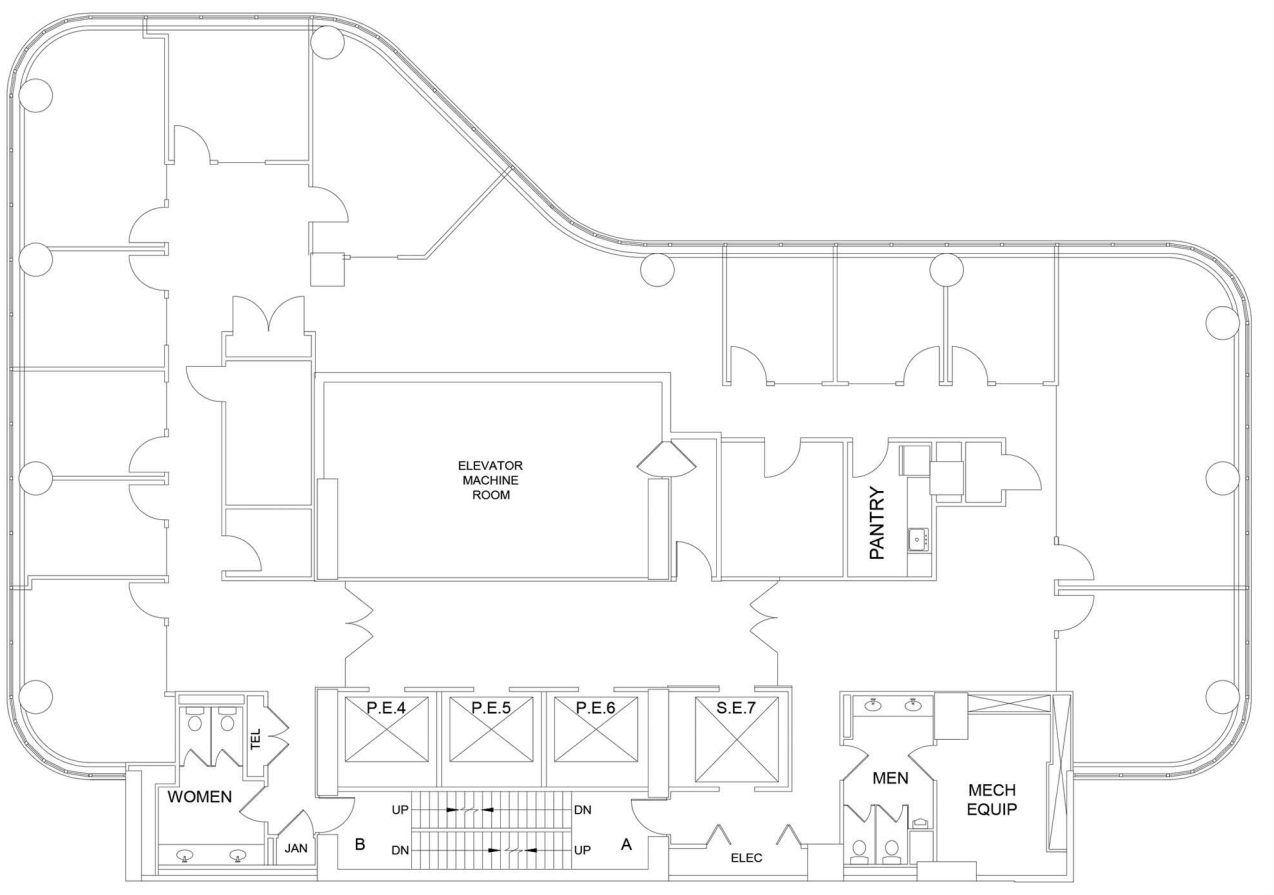 ELEVATOR
MACHINE
ROOM
PANTRY
P.E.4
P.E.5
P.E.6
S.E.7
TEL
WOMEN
MEN
MECH
EQUIP
UP
DN
B
DN
UP
A
JAN
ELEC